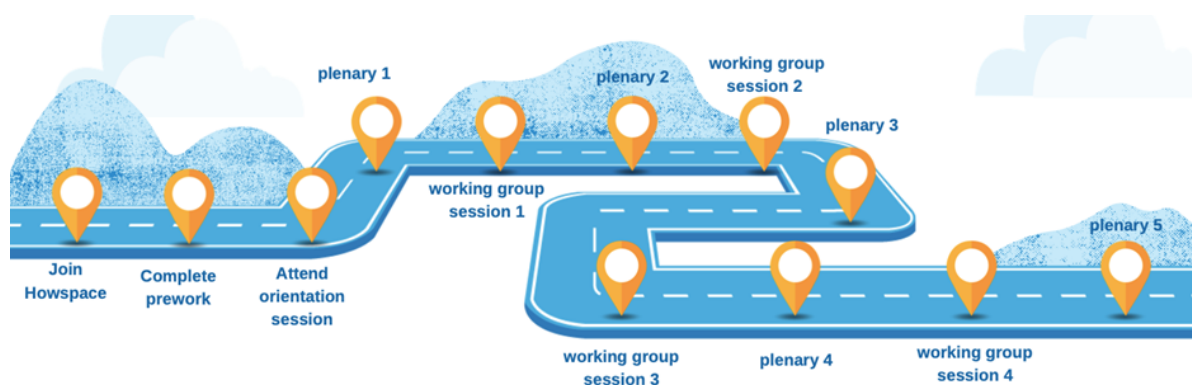 Join
Howspace
Complete
prework
Attend
orientation
session
plenary 1
working group
session 1
plenary 2
working group
session 2
plenary 3
working group
session 3
plenary 4
working group
session 4
plenary 5